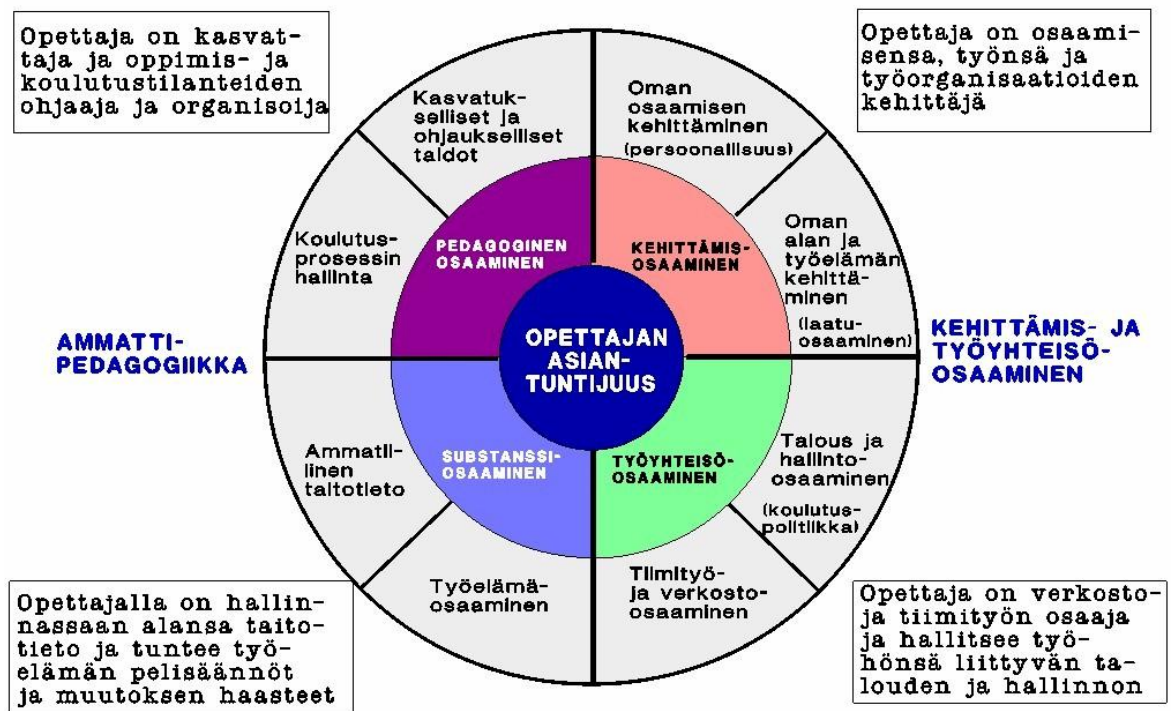 Opettaja on kasvat-
taja ja oppimis- ja
koulutustilanteiden
ohjaaja ja organisoija
Opettaja on osaami-
sensa, työnsä ja
työorganisaatioiden
kehittäjä
Kasvatuk-
selliset ja
ohjaukselliset
taidot
Oman
osaamisen
kehittäminen
(persoonallisuus)
Koulutus-
prosessin
hallinta
PEDAGOGINEN
OSAAMINEN
KEHITTÄMIS-
OSAAMINEN
Oman
alan ja
työelämän
kehittä-
minen
(laatu-
osaaminen)
AMMATTI-
PEDAGOGIIKKA
OPETTAJAN
ASIAN-
TUNTIJUUS
KEHITTÄMIS- JA
TYÖYHTEISÖ-
OSAAMINEN
Ammatil-
linen
taitotieto
SUBSTANSSI-
OSAAMINEN
TYÖYHTEISÖ-
OSAAMINEN
Talous ja
hallinto-
osaaminen
(koulutus-
politiikka)
Työelämä-
osaaminen
Tiimityö-
ja verkosto-
osaaminen
Opettajalla on hallin-
nassaan alansa taito-
tieto ja tuntee työ-
elämän pelisäännöt
ja muutoksen haasteet
Opettaja on verkosto-
ja tiimityön osaaja
ja hallitsee työ-
hönsä liittyvän ta-
louden ja hallinnon